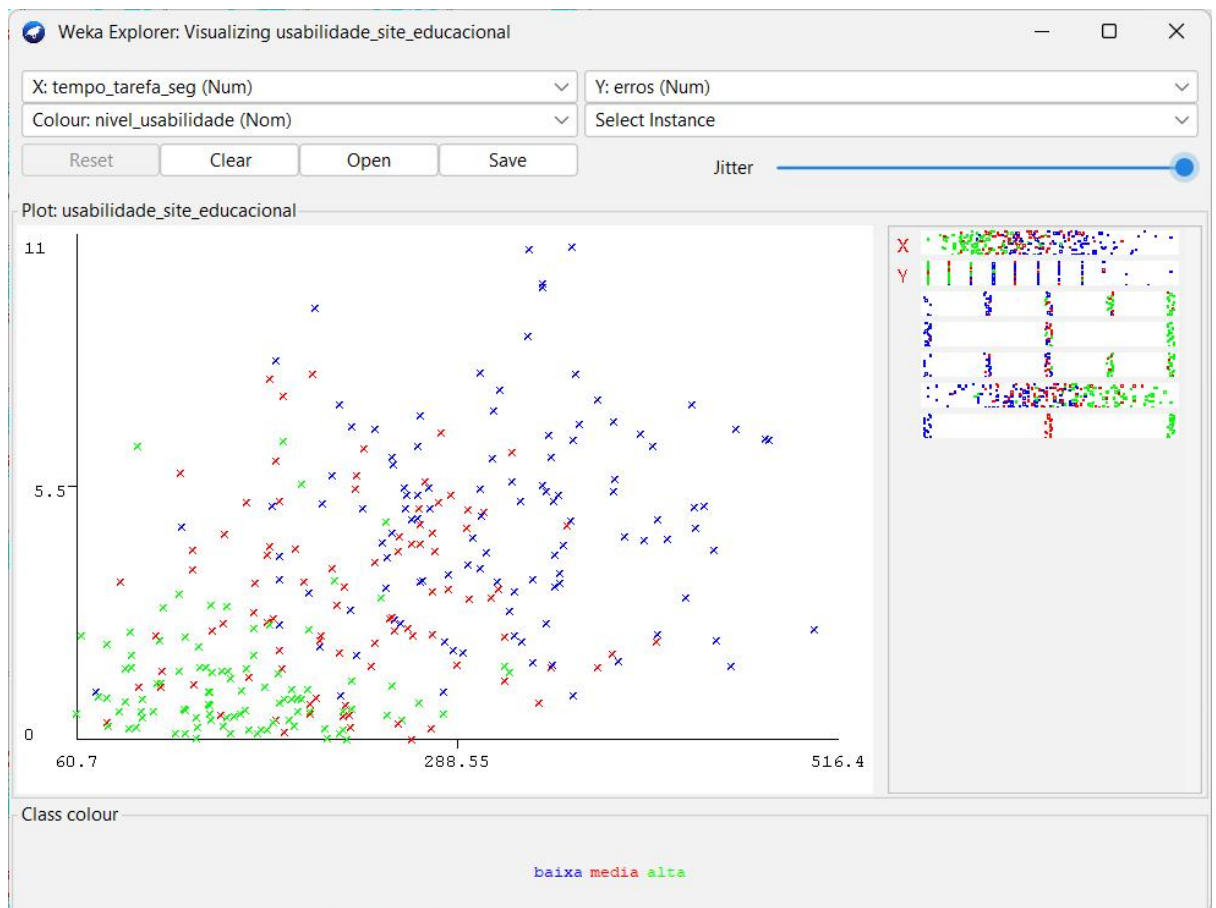 Weka Explorer: Visualizing usabilidade_site_educacional
X: tempo_tarefa_seg (Num)
Y: erros (Num)
Colour: nivel_usabilidade (Nom)
Select Instance
Reset
Clear
Open
Save
Jitter
Plot: usabilidade_site_educacional
11
5.5
0
60.7
288.55
516.4
X
Y
Class colour
baixa media alta